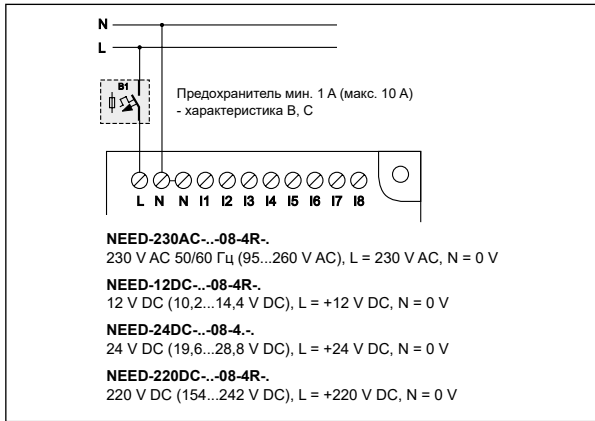 N
L
B1
Предохранитель мин. 1 А (макс. 10 А)
- характеристика B, C
L N N I1 I2 I3 I4 I5 I6 I7 I8
NEED-230AC-..-08-4R-.
230 V AC 50/60 Гц (95...260 V AC), L = 230 V AC, N = 0 V
NEED-12DC-..-08-4R-.
12 V DC (10,2...14,4 V DC), L = +12 V DC, N = 0 V
NEED-24DC-..-08-4.-.
24 V DC (19,6...28,8 V DC), L = +24 V DC, N = 0 V
NEED-220DC-..-08-4R-.
220 V DC (154...242 V DC), L = +220 V DC, N = 0 V